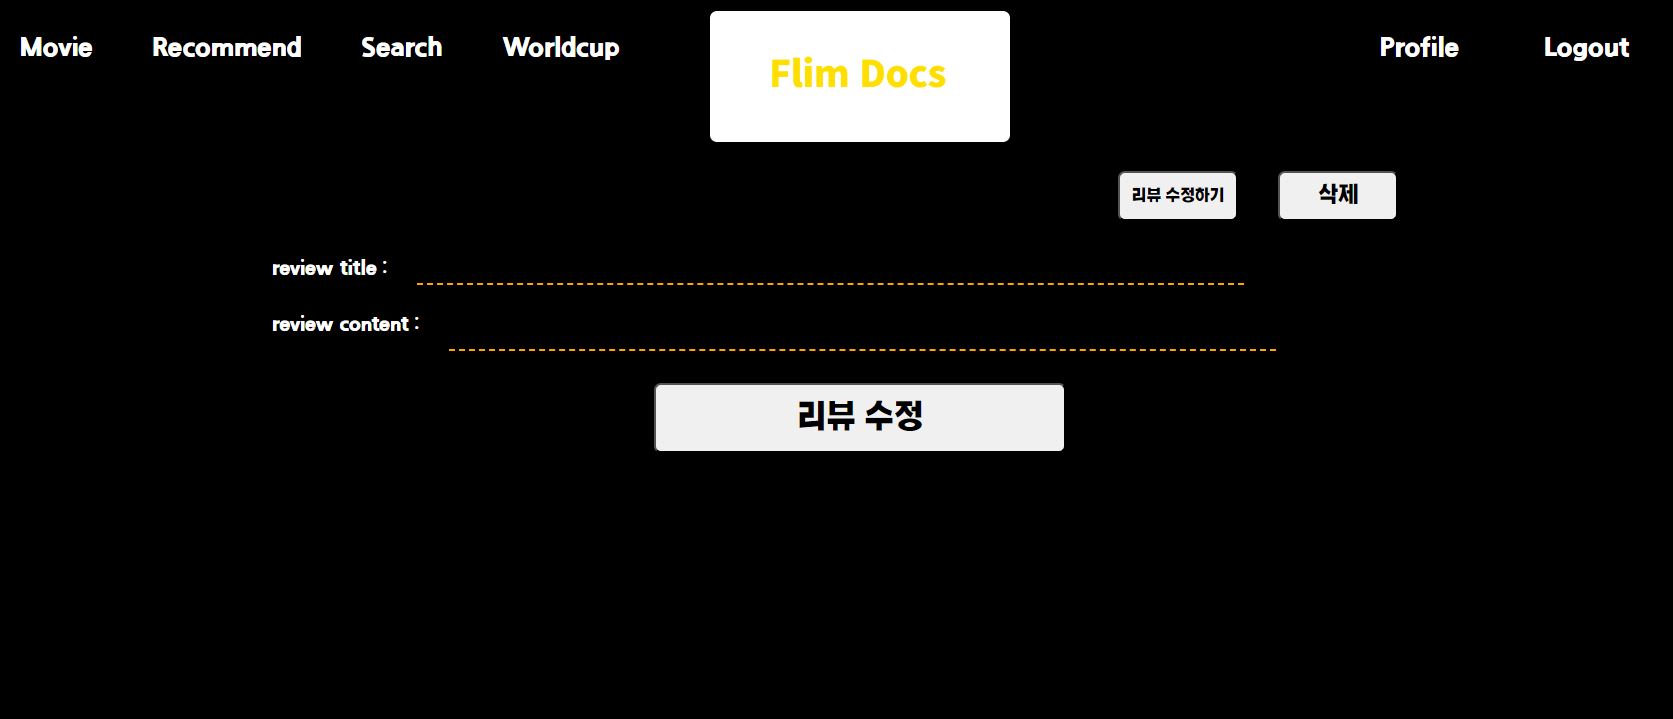 Movie Recommend Search Worldcup Flim Docs Profile Logout
리뷰 수정하기 삭제
review title :
review content :
리뷰 수정